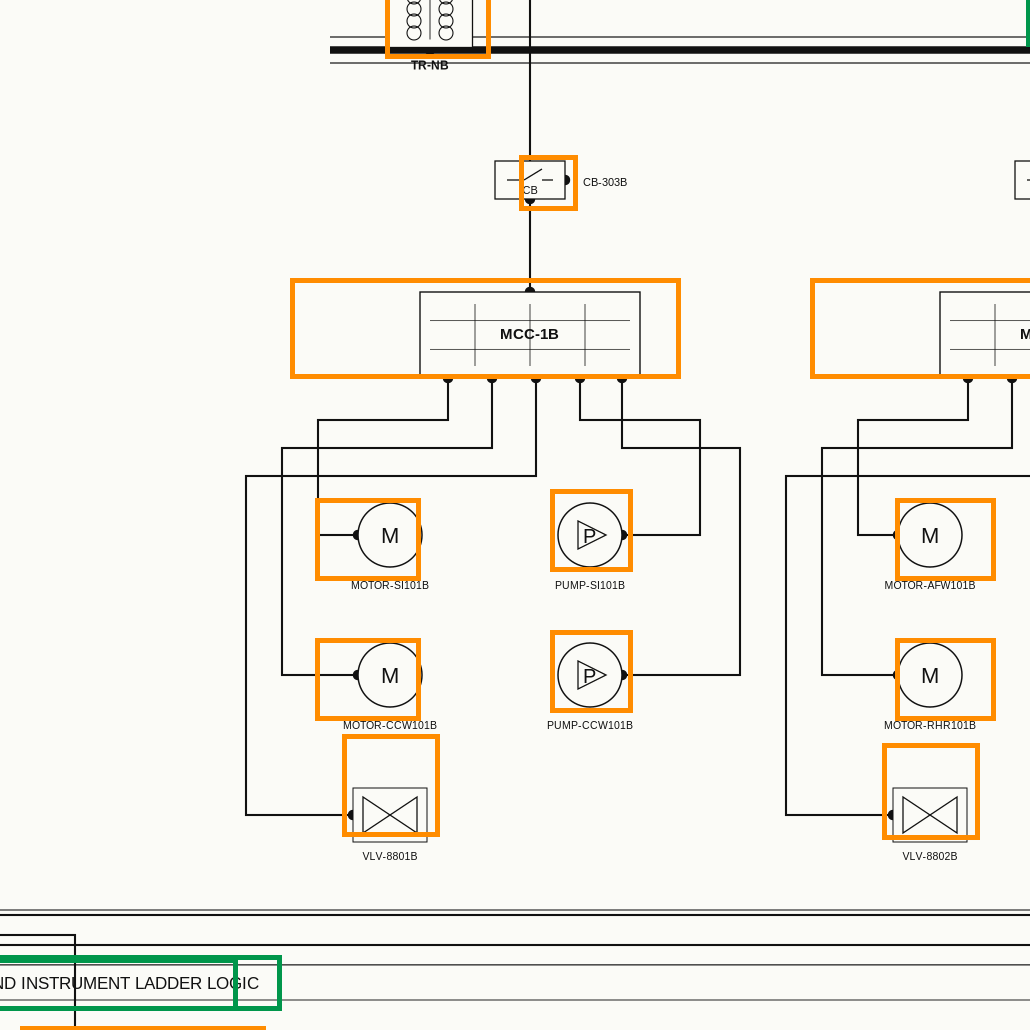 TR-NB
CB
CB-303B
MCC-1B
M
M
P
M
MOTOR-SI101B
PUMP-SI101B
MOTOR-AFW101B
M
P
M
MOTOR-CCW101B
PUMP-CCW101B
MOTOR-RHR101B
VLV-8801B
VLV-8802B
ND INSTRUMENT LADDER LOGIC